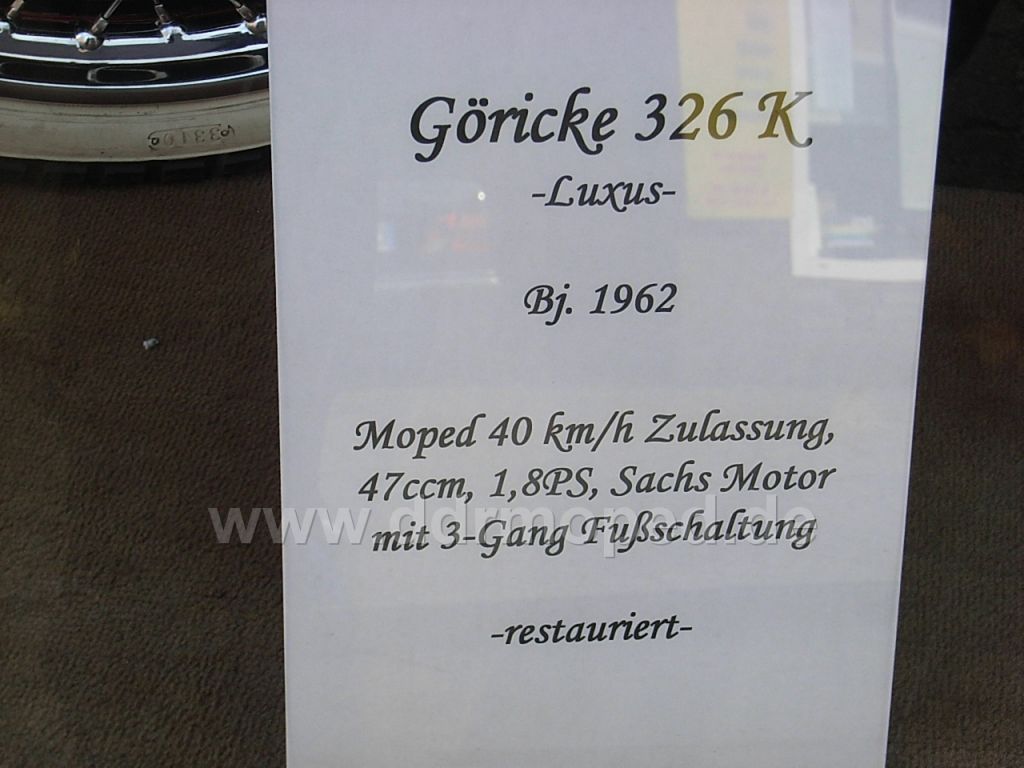 Göricke 326 K
-Luxus-
Bj. 1962
Moped 40 km/h Zulassung,
47ccm, 1,8PS, Sachs Motor
mit 3-Gang Fußschaltung
-restauriert-
www.ddrmoped.de